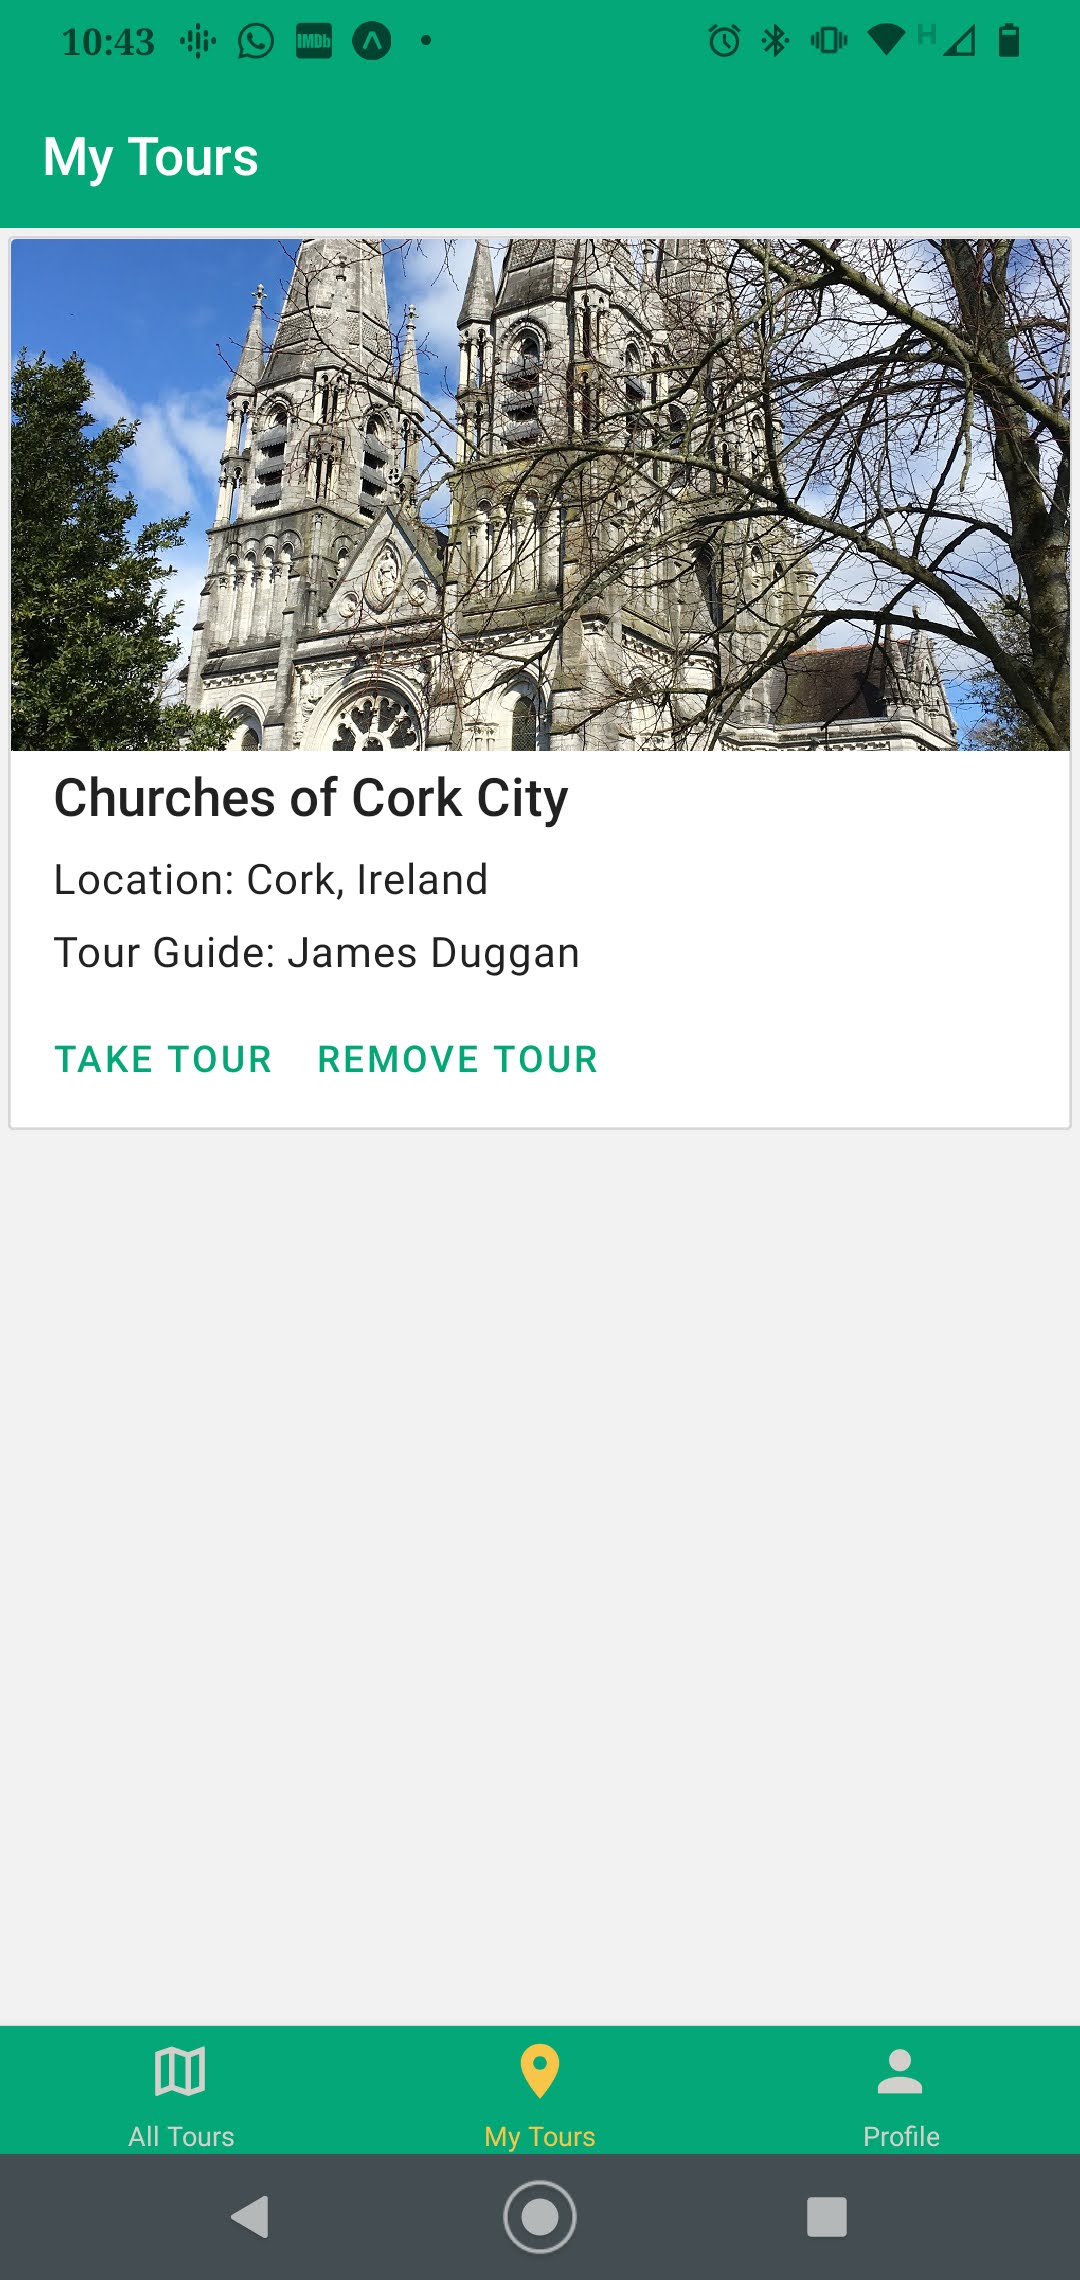 10:43 IMDb H
My Tours
Churches of Cork City
Location: Cork, Ireland
Tour Guide: James Duggan
TAKE TOUR REMOVE TOUR
All Tours My Tours Profile